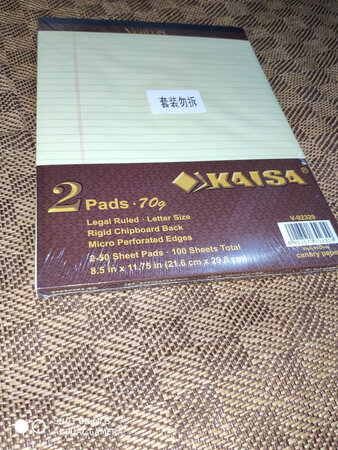 套装勿拆
KAISA
2 Pads · 70g
Legal Ruled · Letter Size
Rigid Chipboard Back
Micro Perforated Edges
2-50 Sheet Pads · 100 Sheets Total
8.5 in x 11.75 in (21.6 cm x 29.8 cm)
V-02329
canary paper